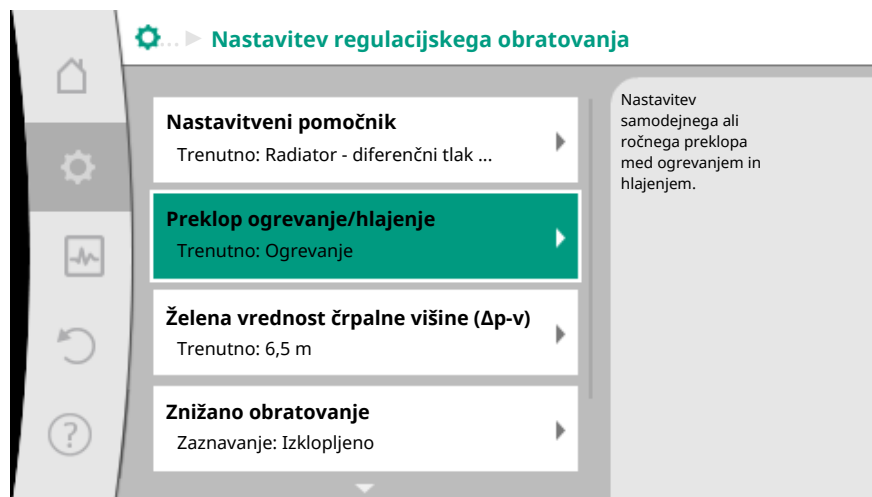 ... Nastavitev regulacijskega obratovanja
Nastavitveni pomočnik
Trenutno: Radiator - diferenčni tlak ...
Preklop ogrevanje/hlajenje
Trenutno: Ogrevanje
Želena vrednost črpalne višine (Δp-v)
Trenutno: 6,5 m
Znižano obratovanje
Zaznavanje: Izklopljeno
Nastavitev
samodejnega ali
ročnega preklopa
med ogrevanjem in
hlajenjem.
?